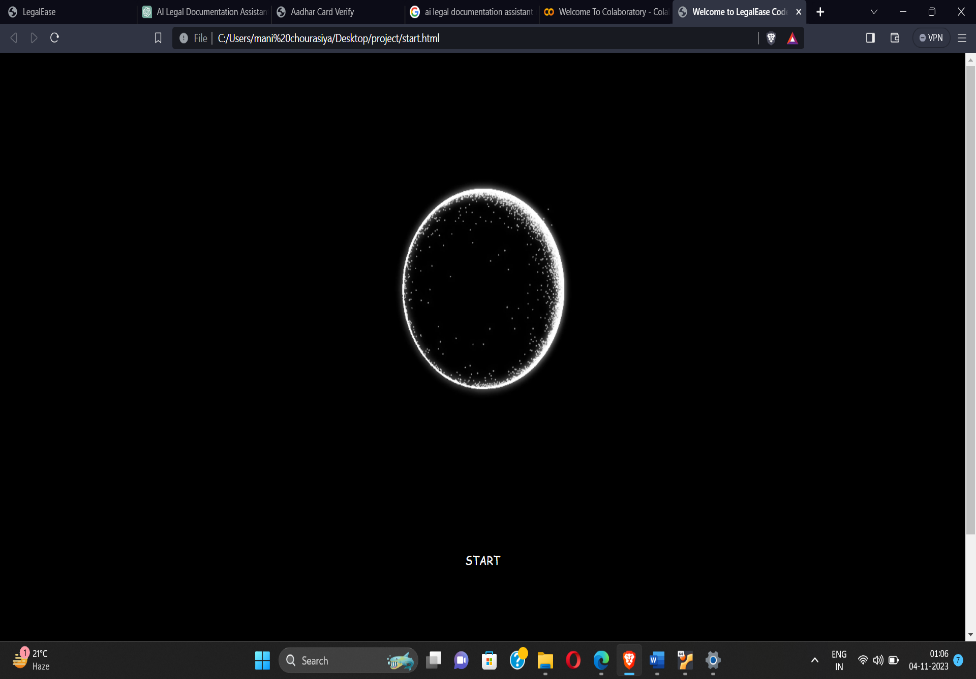 LegalEase
AI Legal Documentation Assistan
Aadhar Card Verify
ai legal documentation assistant
Welcome To Colaboratory - Cola
Welcome to LegalEase Cod
File
C:/Users/mani%20chourasiya/Desktop/project/start.html
VPN
START
1
21°C
Haze
Search
ENG
IN
01:06
04-11-2023
7